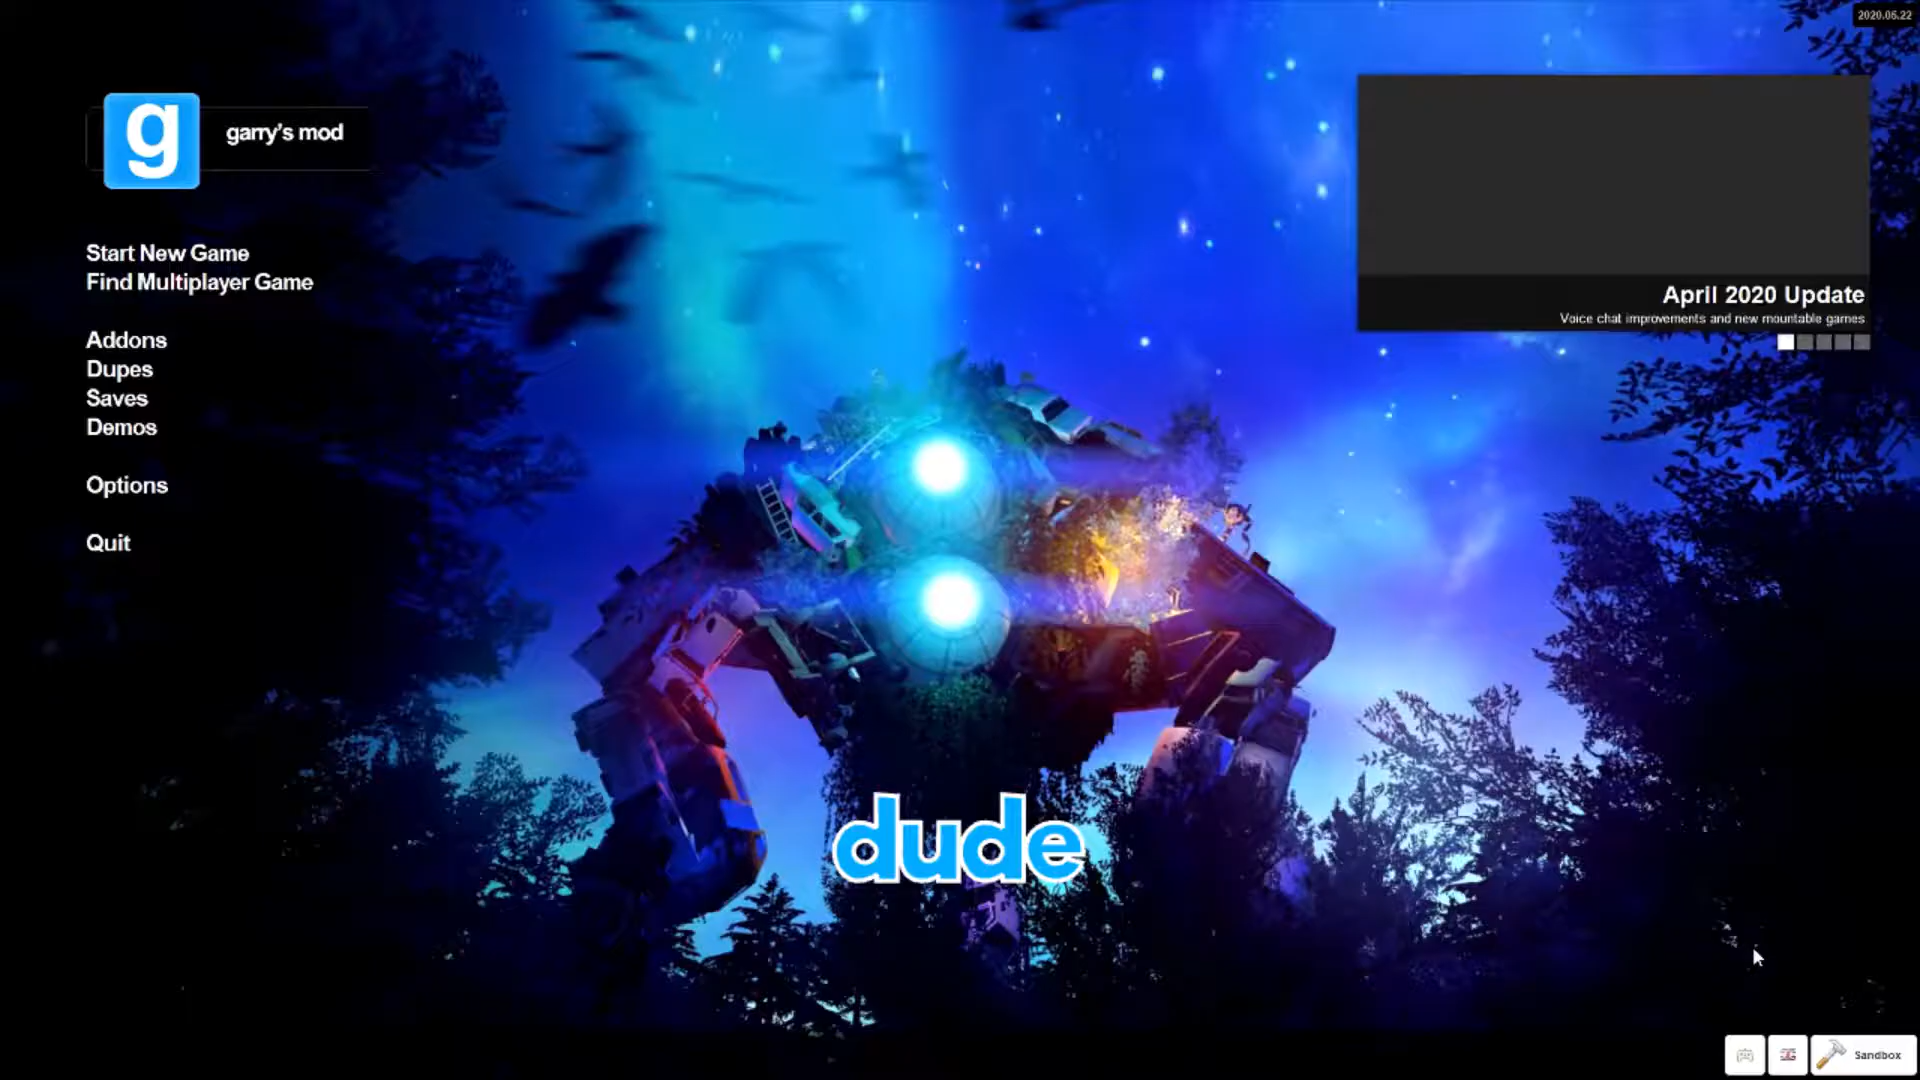 2020.05.22
g
garry's mod
Start New Game
Find Multiplayer Game
Addons
Dupes
Saves
Demos
Options
Quit
April 2020 Update
Voice chat improvements and new mountable games
dude
Sandbox